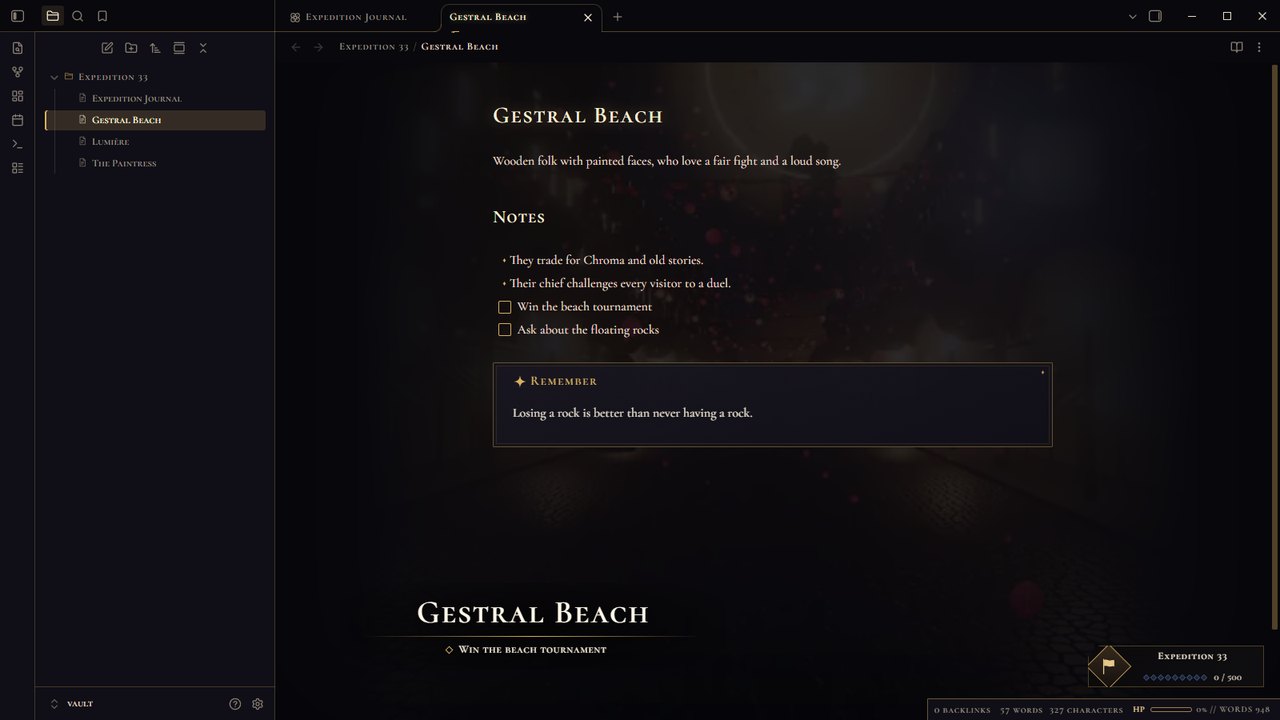 Expedition Journal
Gestral Beach
Expedition 33 / Gestral Beach
Expedition 33
Expedition Journal
Gestral Beach
Lumière
The Paintress
Gestral Beach
Wooden folk with painted faces, who love a fair fight and a loud song.
Notes
They trade for Chroma and old stories.
Their chief challenges every visitor to a duel.
Win the beach tournament
Ask about the floating rocks
Remember
Losing a rock is better than never having a rock.
Gestral Beach
Win the beach tournament
Expedition 33
0 / 500
vault
0 backlinks 57 words 327 characters HP 0% // Words 948